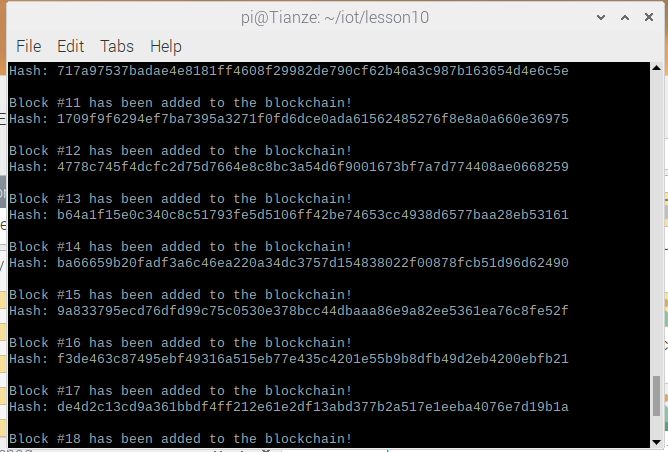 pi@Tianze: ~/iot/lesson10
File Edit Tabs Help
Hash: 717a97537badae4e8181ff4608f29982de790cf62b46a3c987b163654d4e6c5e
Block #11 has been added to the blockchain!
Hash: 1709f9f6294ef7ba7395a3271f0fd6dce0ada61562485276f8e8a0a660e36975
Block #12 has been added to the blockchain!
Hash: 4778c745f4dcfc2d75d7664e8c8bc3a54d6f9001673bf7a7d774408ae0668259
Block #13 has been added to the blockchain!
Hash: b64a1f15e0c340c8c51793fe5d5106ff42be74653cc4938d6577baa28eb53161
Block #14 has been added to the blockchain!
Hash: ba66659b20fadf3a6c46ea220a34dc3757d154838022f00878fcb51d96d62490
Block #15 has been added to the blockchain!
Hash: 9a833795ecd76dfd99c75c0530e378bcc44dbaaa86e9a82ee5361ea76c8fe52f
Block #16 has been added to the blockchain!
Hash: f3de463c87495ebf49316a515eb77e435c4201e55b9b8dfb49d2eb4200ebfb21
Block #17 has been added to the blockchain!
Hash: de4d2c13cd9a361bbdf4ff212e61e2df13abd377b2a517e1eeba4076e7d19b1a
Block #18 has been added to the blockchain!